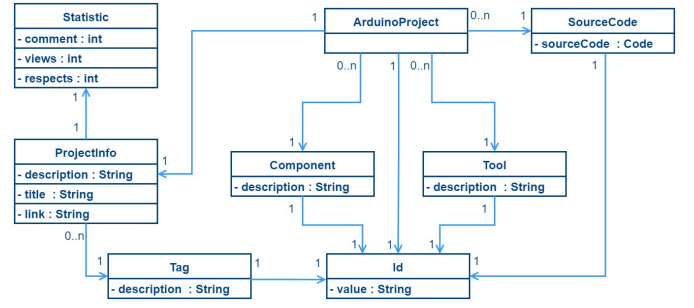 Statistic
- comment : int
- views : int
- respects : int
1
ArduinoProject
0..n
1
SourceCode
- sourceCode : Code
0..n
1
0..n
1
1
1
ProjectInfo
- description : String
- title : String
- link : String
1
1
Component
- description : String
1
Tool
- description : String
1
1
0..n
1
1
1
1
1
1
1
Tag
- description : String
Id
- value : String